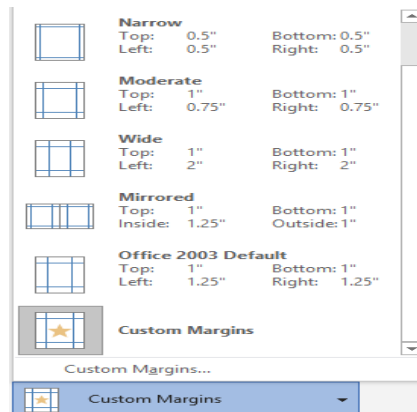 Narrow
Top: 0.5" Bottom: 0.5"
Left: 0.5" Right: 0.5"
Moderate
Top: 1" Bottom: 1"
Left: 0.75" Right: 0.75"
Wide
Top: 1" Bottom: 1"
Left: 2" Right: 2"
Mirrored
Top: 1" Bottom: 1"
Inside: 1.25" Outside: 1"
Office 2003 Default
Top: 1" Bottom: 1"
Left: 1.25" Right: 1.25"
Custom Margins
Custom Margins...
Custom Margins